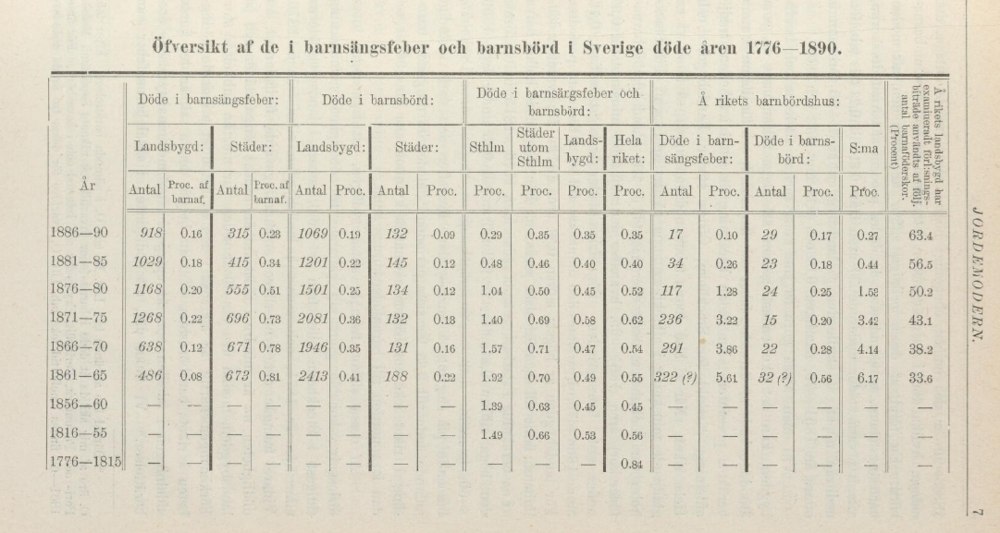 Öfversikt af de i barnsängsfeber och barnsbörd i Sverige döde åren 1776—1890.
År | Döde i barnsängsfeber: | Döde i barnsbörd: | Döde i barnsängsfeber och barnsbörd: | Å rikets barnbördshus: | Å rikets landsbygd har examineradt förlisnings-biträde användts af följ. antal barnaföderskor. (Procent)
Landsbygd: | Städer: | Landsbygd: | Städer: | Sthlm | Städer utom Sthlm | Lands-bygd: | Hela riket: | Döde i barn-sängsfeber: | Döde i barns-börd: | S:ma
Antal | Proc. af barnaf. | Antal | Proc. af barnaf. | Antal | Proc. | Antal | Proc. | Proc. | Proc. | Proc. | Proc. | Antal | Proc. | Antal | Proc. | Proc.
1886—90 | 918 | 0.16 | 315 | 0.23 | 1069 | 0.19 | 132 | 0.09 | 0.29 | 0.35 | 0.35 | 0.35 | 17 | 0.10 | 29 | 0.17 | 0.27 | 63.4
1881—85 | 1029 | 0.18 | 415 | 0.34 | 1201 | 0.22 | 145 | 0.12 | 0.48 | 0.46 | 0.40 | 0.40 | 34 | 0.26 | 23 | 0.18 | 0.44 | 56.5
1876—80 | 1168 | 0.20 | 555 | 0.51 | 1501 | 0.25 | 134 | 0.12 | 1.04 | 0.50 | 0.45 | 0.52 | 117 | 1.28 | 24 | 0.25 | 1.53 | 50.2
1871—75 | 1268 | 0.22 | 696 | 0.73 | 2081 | 0.36 | 132 | 0.13 | 1.40 | 0.69 | 0.58 | 0.62 | 236 | 3.22 | 15 | 0.20 | 3.42 | 43.1
1866—70 | 638 | 0.12 | 671 | 0.78 | 1946 | 0.35 | 131 | 0.16 | 1.57 | 0.71 | 0.47 | 0.54 | 291 | 3.86 | 22 | 0.28 | 4.14 | 38.2
1861—65 | 486 | 0.08 | 673 | 0.81 | 2413 | 0.41 | 188 | 0.22 | 1.92 | 0.70 | 0.49 | 0.55 | 322 (?) | 5.61 | 32 (?) | 0.56 | 6.17 | 33.6
1856—60 | — | — | — | — | — | — | — | — | 1.39 | 0.63 | 0.45 | 0.45 | — | — | — | — | — | —
1816—55 | — | — | — | — | — | — | — | — | 1.49 | 0.66 | 0.53 | 0.56 | — | — | — | — | — | —
1776—1815 | — | — | — | — | — | — | — | — | — | — | — | 0.84 | — | — | — | — | — | —
JORDEMODERN.
7